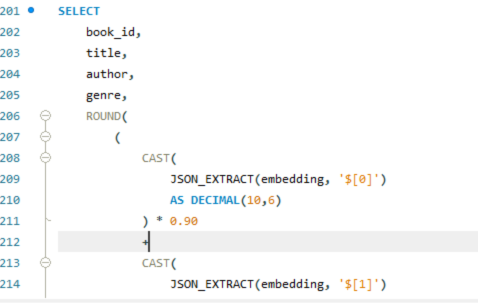 201 SELECT
202 book_id,
203 title,
204 author,
205 genre,
206 ROUND(
207 (
208 CAST(
209 JSON_EXTRACT(embedding, '$[0]')
210 AS DECIMAL(10,6)
211 ) * 0.90
212 +
213 CAST(
214 JSON_EXTRACT(embedding, '$[1]')